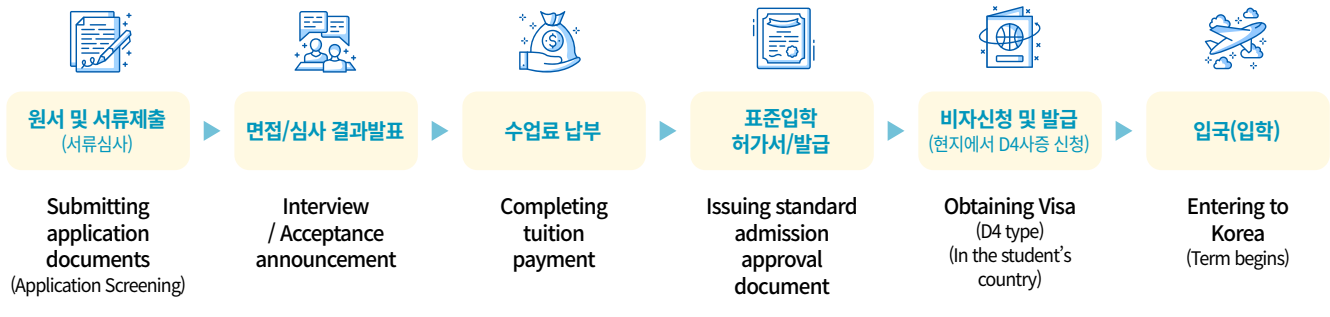 원서 및 서류제출
(서류심사)
면접/심사 결과발표
수업료 납부
표준입학
허가서/발급
비자신청 및 발급
(현지에서 D4사증 신청)
입국(입학)
Submitting
application
documents
(Application Screening)
Interview
/ Acceptance
announcement
Completing
tuition
payment
Issuing standard
admission
approval
document
Obtaining Visa
(D4 type)
(In the student’s
country)
Entering to
Korea
(Term begins)